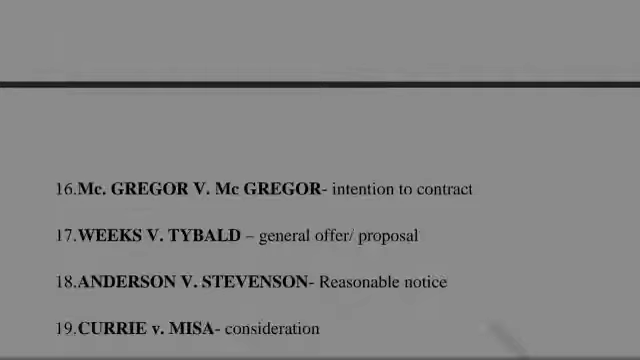 16.Mc. GREGOR V. Mc GREGOR- intention to contract
17.WEEKS V. TYBALD – general offer/ proposal
18.ANDERSON V. STEVENSON- Reasonable notice
19.CURRIE v. MISA- consideration